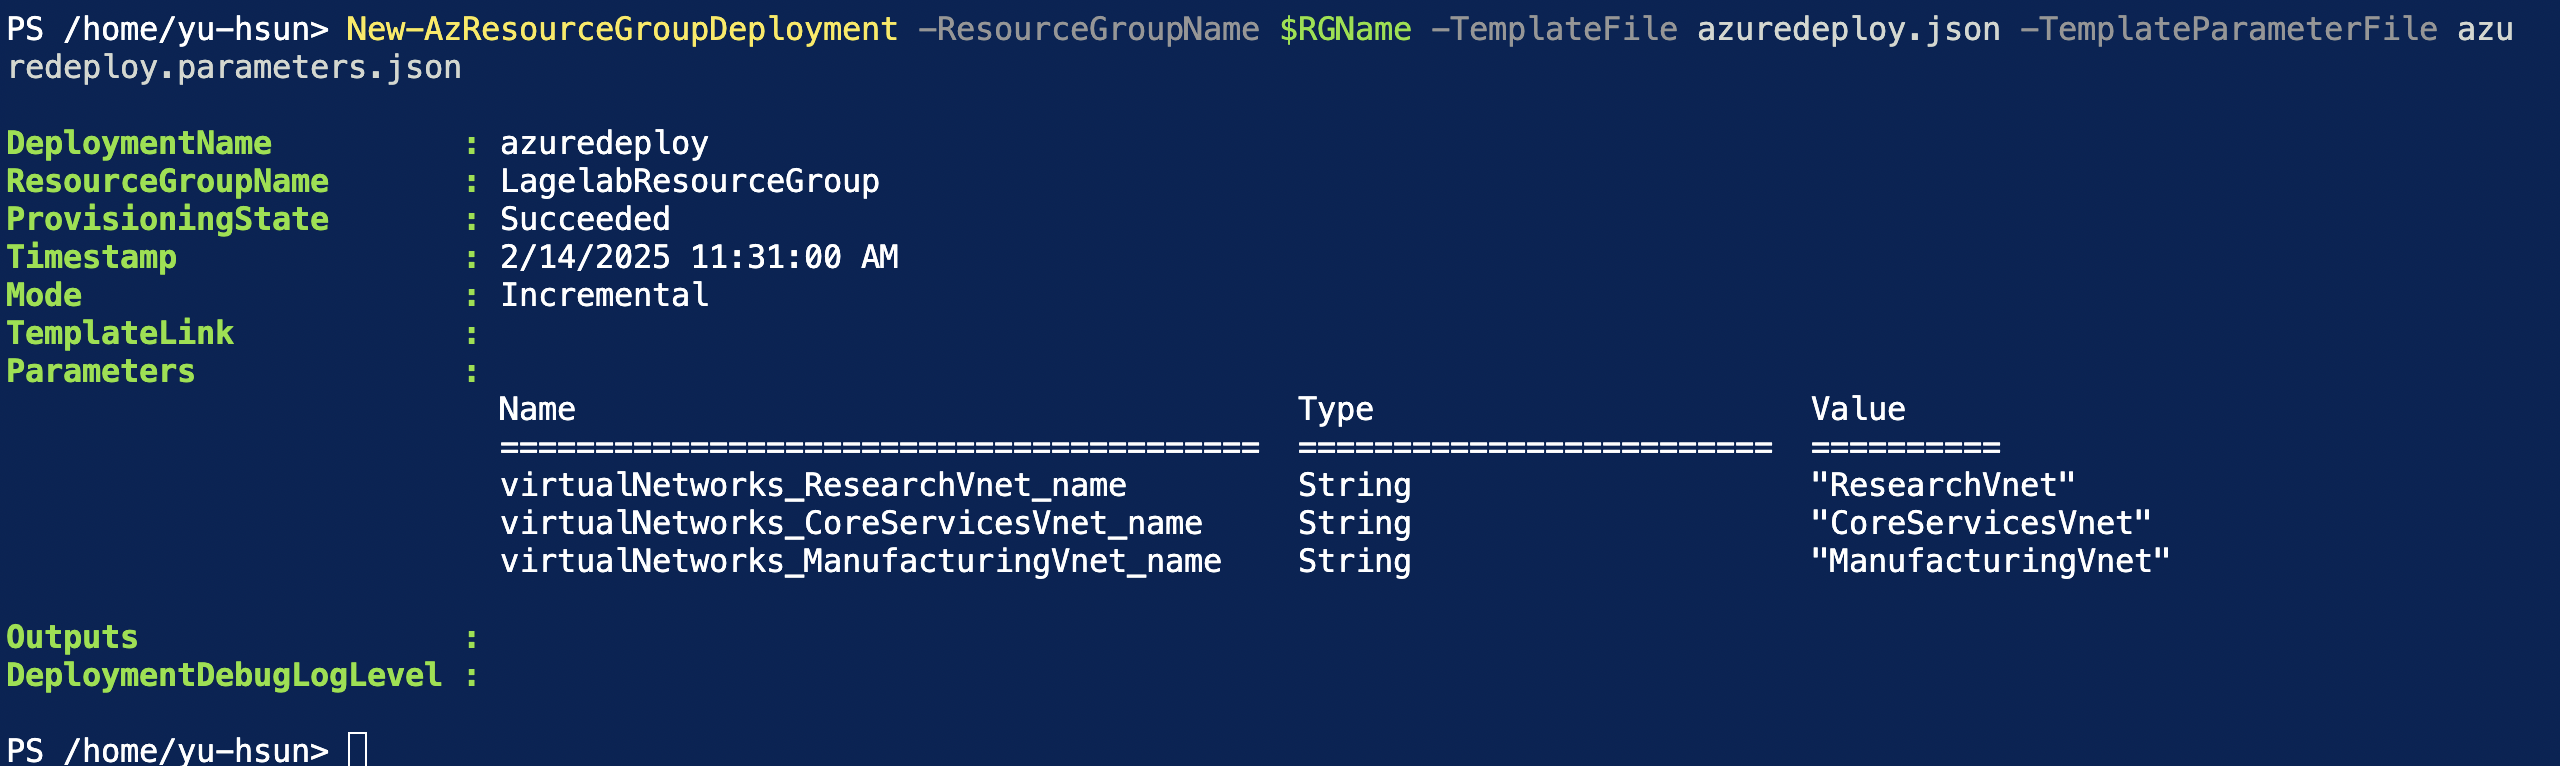 PS /home/yu-hsun> New-AzResourceGroupDeployment -ResourceGroupName $RGName -TemplateFile azuredeploy.json -TemplateParameterFile azu
redeploy.parameters.json
DeploymentName : azuredeploy
ResourceGroupName : LagelabResourceGroup
ProvisioningState : Succeeded
Timestamp : 2/14/2025 11:31:00 AM
Mode : Incremental
TemplateLink :
Parameters :
Name Type Value
======================================== ========================= ==========
virtualNetworks_ResearchVnet_name String "ResearchVnet"
virtualNetworks_CoreServicesVnet_name String "CoreServicesVnet"
virtualNetworks_ManufacturingVnet_name String "ManufacturingVnet"
Outputs :
DeploymentDebugLogLevel :
PS /home/yu-hsun>